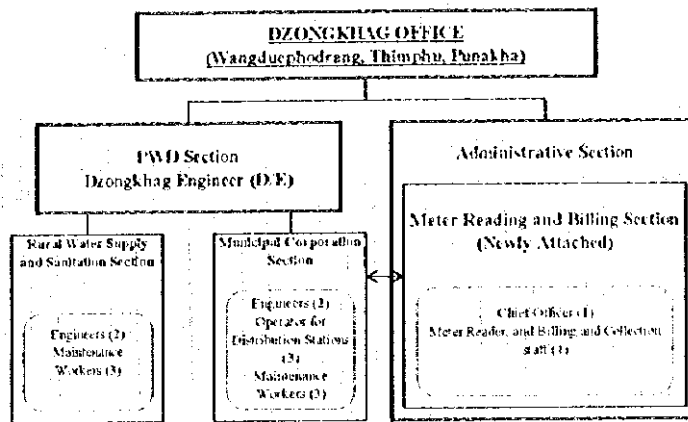 DZONGKHAG OFFICE
(Wangduephodrang, Thimphu, Punakha)
PWD Section
Dzongkhag Engineer (D/E)
Administrative Section
Rural Water Supply
and Sanitation Section
Engineers (2)
Maintenance
Workers (3)
Municipal Corporation
Section
Engineers (2)
Operator for
Distribution Stations
(3)
Maintenance
Workers (3)
Meter Reading and Billing Section
(Newly Attached)
Chief Officer (1)
Meter Reader, and Billing and Collection
staff